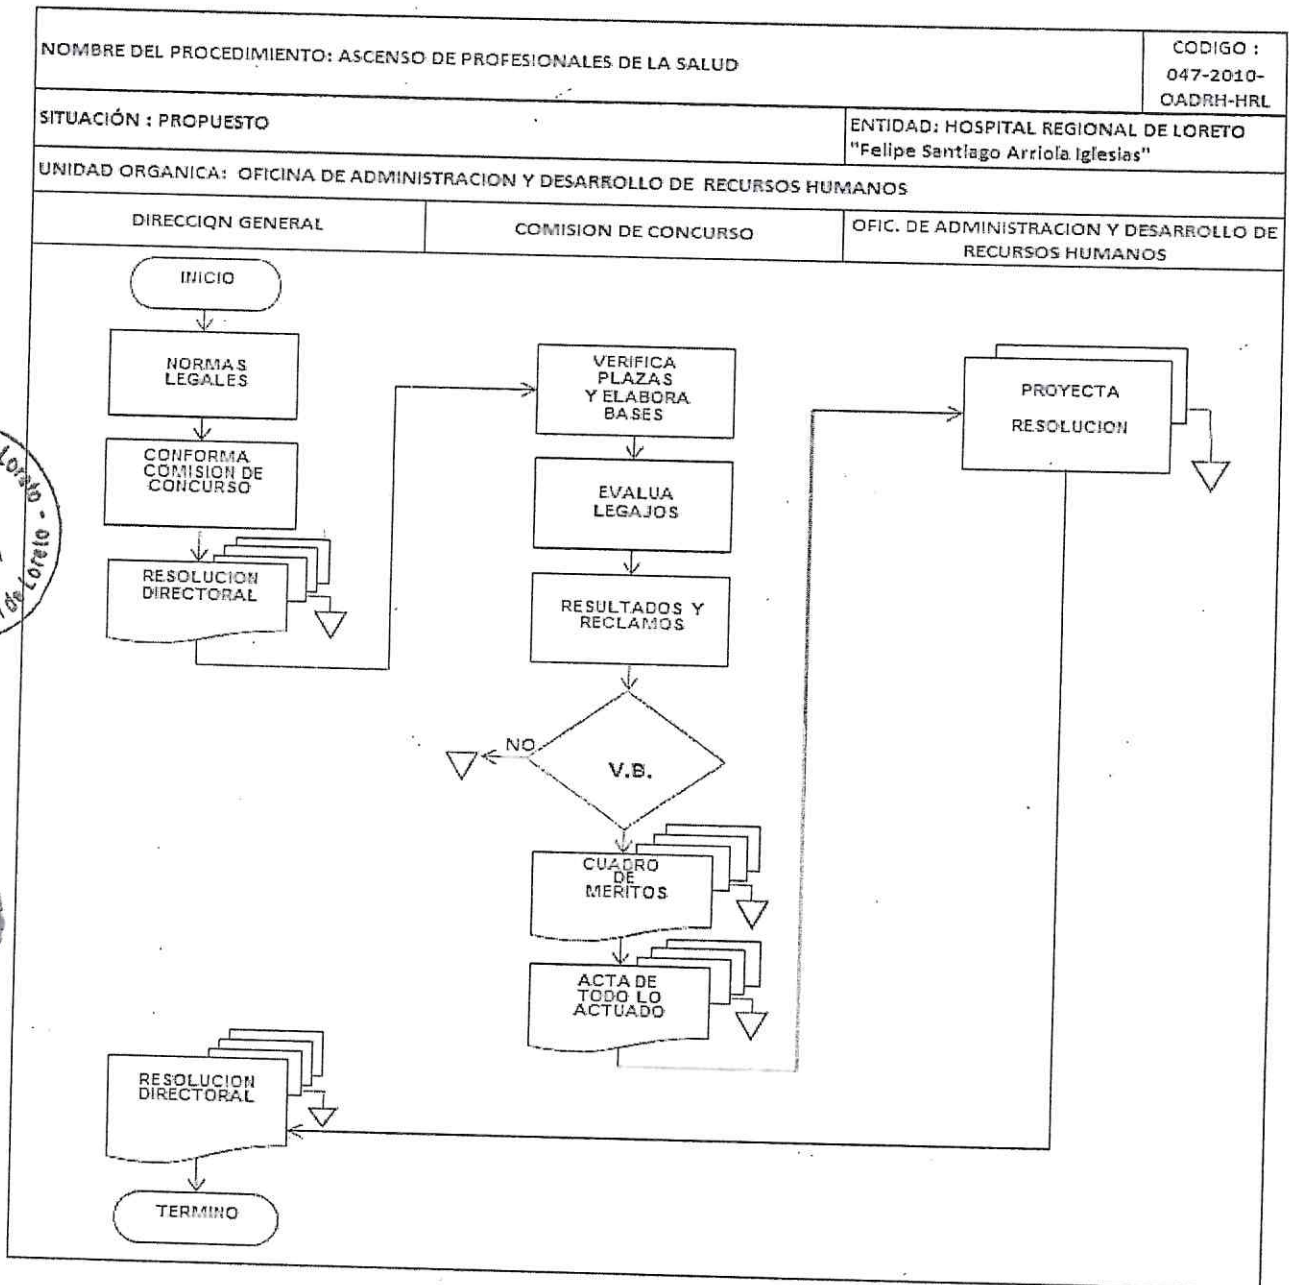 NOMBRE DEL PROCEDIMIENTO: ASCENSO DE PROFESIONALES DE LA SALUD
CODIGO :
047-2010-
OADRH-HRL
SITUACIÓN : PROPUESTO
ENTIDAD: HOSPITAL REGIONAL DE LORETO
"Felipe Santiago Arriola Iglesias"
UNIDAD ORGANICA: OFICINA DE ADMINISTRACION Y DESARROLLO DE RECURSOS HUMANOS
DIRECCION GENERAL
COMISION DE CONCURSO
OFIC. DE ADMINISTRACION Y DESARROLLO DE
RECURSOS HUMANOS
INICIO
NORMAS
LEGALES
CONFORMA
COMISION DE
CONCURSO
RESOLUCION
DIRECTORAL
VERIFICA
PLAZAS
Y ELABORA
BASES
EVALUA
LEGAJOS
RESULTADOS Y
RECLAMOS
NO
V.B.
CUADRO
DE
MERITOS
ACTA DE
TODO LO
ACTUADO
PROYECTA
RESOLUCION
RESOLUCION
DIRECTORAL
TERMINO
Loreto -
de Loreto